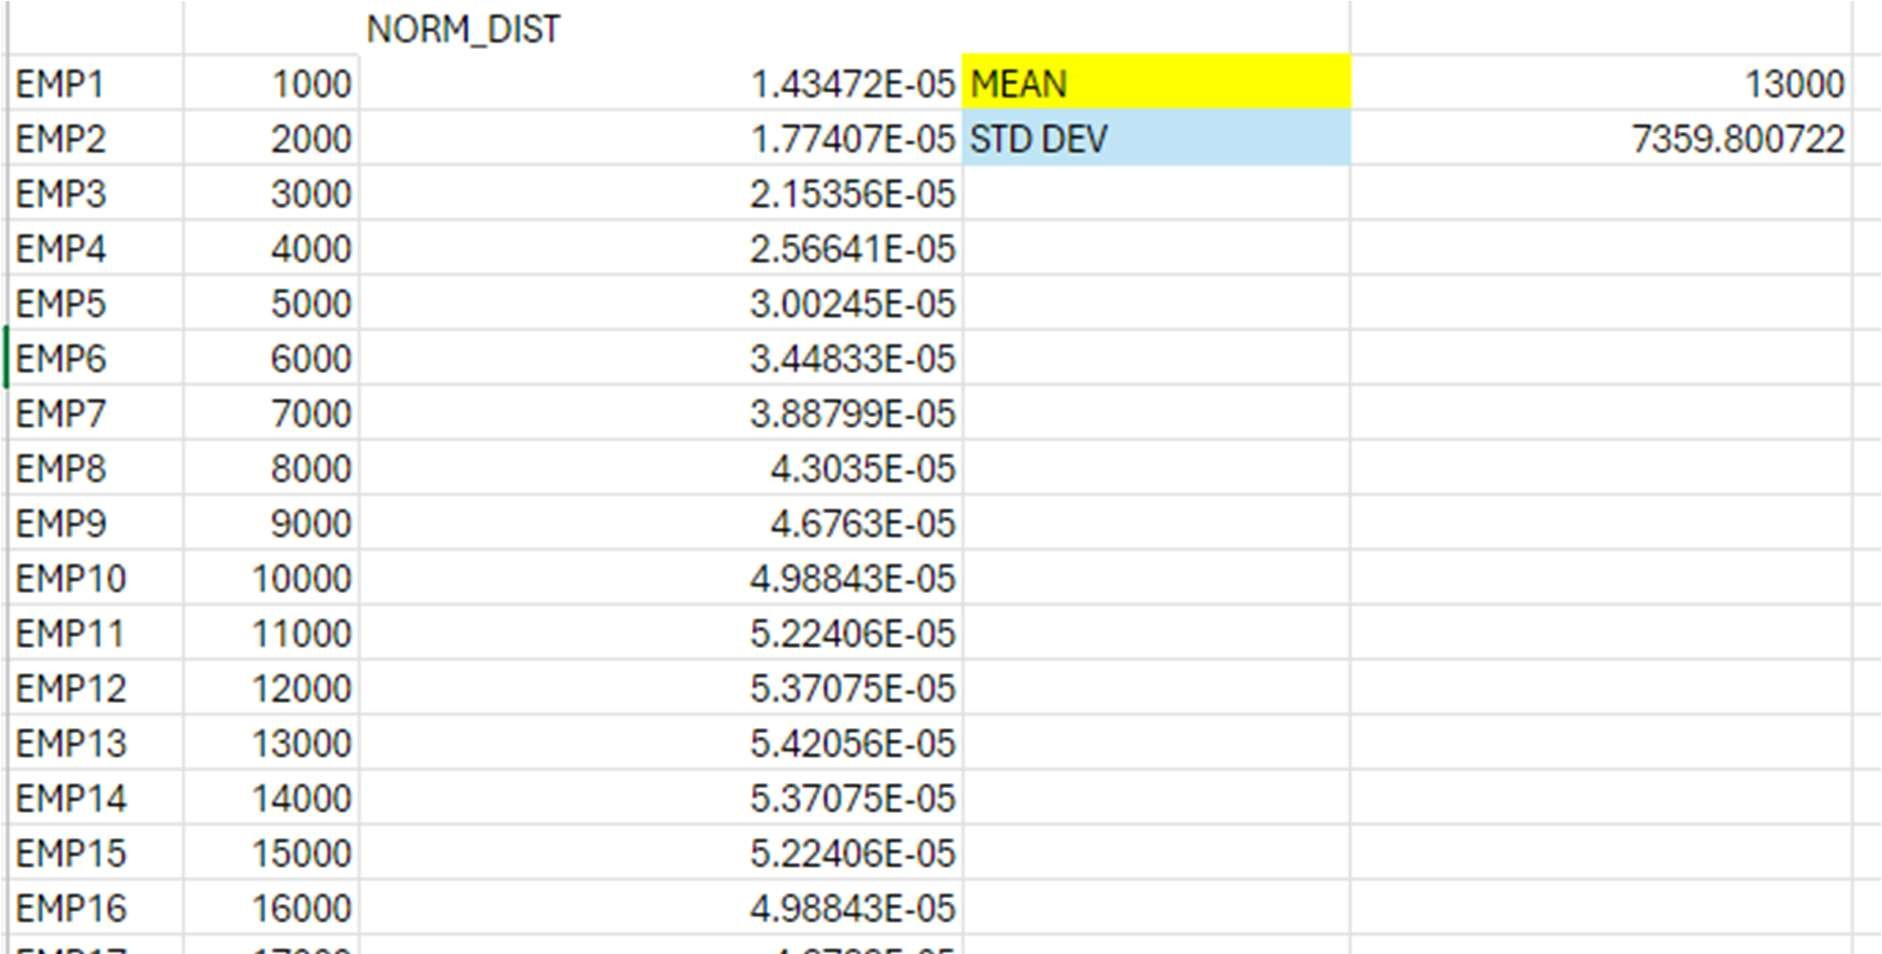 NORM_DIST
EMP1 1000 1.43472E-05 MEAN 13000
EMP2 2000 1.77407E-05 STD DEV 7359.800722
EMP3 3000 2.15356E-05
EMP4 4000 2.56641E-05
EMP5 5000 3.00245E-05
EMP6 6000 3.44833E-05
EMP7 7000 3.88799E-05
EMP8 8000 4.3035E-05
EMP9 9000 4.6763E-05
EMP10 10000 4.98843E-05
EMP11 11000 5.22406E-05
EMP12 12000 5.37075E-05
EMP13 13000 5.42056E-05
EMP14 14000 5.37075E-05
EMP15 15000 5.22406E-05
EMP16 16000 4.98843E-05